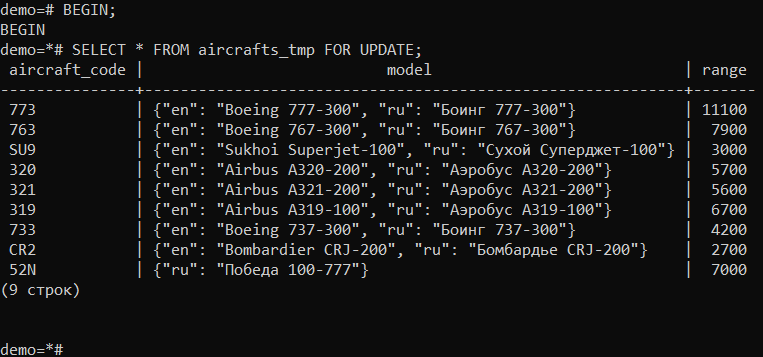 demo=# BEGIN;
BEGIN
demo=*# SELECT * FROM aircrafts_tmp FOR UPDATE;
 aircraft_code |                           model                            | range
---------------+------------------------------------------------------------+-------
 773           | {"en": "Boeing 777-300", "ru": "Боинг 777-300"}            | 11100
 763           | {"en": "Boeing 767-300", "ru": "Боинг 767-300"}            |  7900
 SU9           | {"en": "Sukhoi Superjet-100", "ru": "Сухой Суперджет-100"} |  3000
 320           | {"en": "Airbus A320-200", "ru": "Аэробус A320-200"}        |  5700
 321           | {"en": "Airbus A321-200", "ru": "Аэробус A321-200"}        |  5600
 319           | {"en": "Airbus A319-100", "ru": "Аэробус A319-100"}        |  6700
 733           | {"en": "Boeing 737-300", "ru": "Боинг 737-300"}            |  4200
 CR2           | {"en": "Bombardier CRJ-200", "ru": "Бомбардье CRJ-200"}    |  2700
 52N           | {"ru": "Победа 100-777"}                                   |  7000
(9 строк)
demo=*#